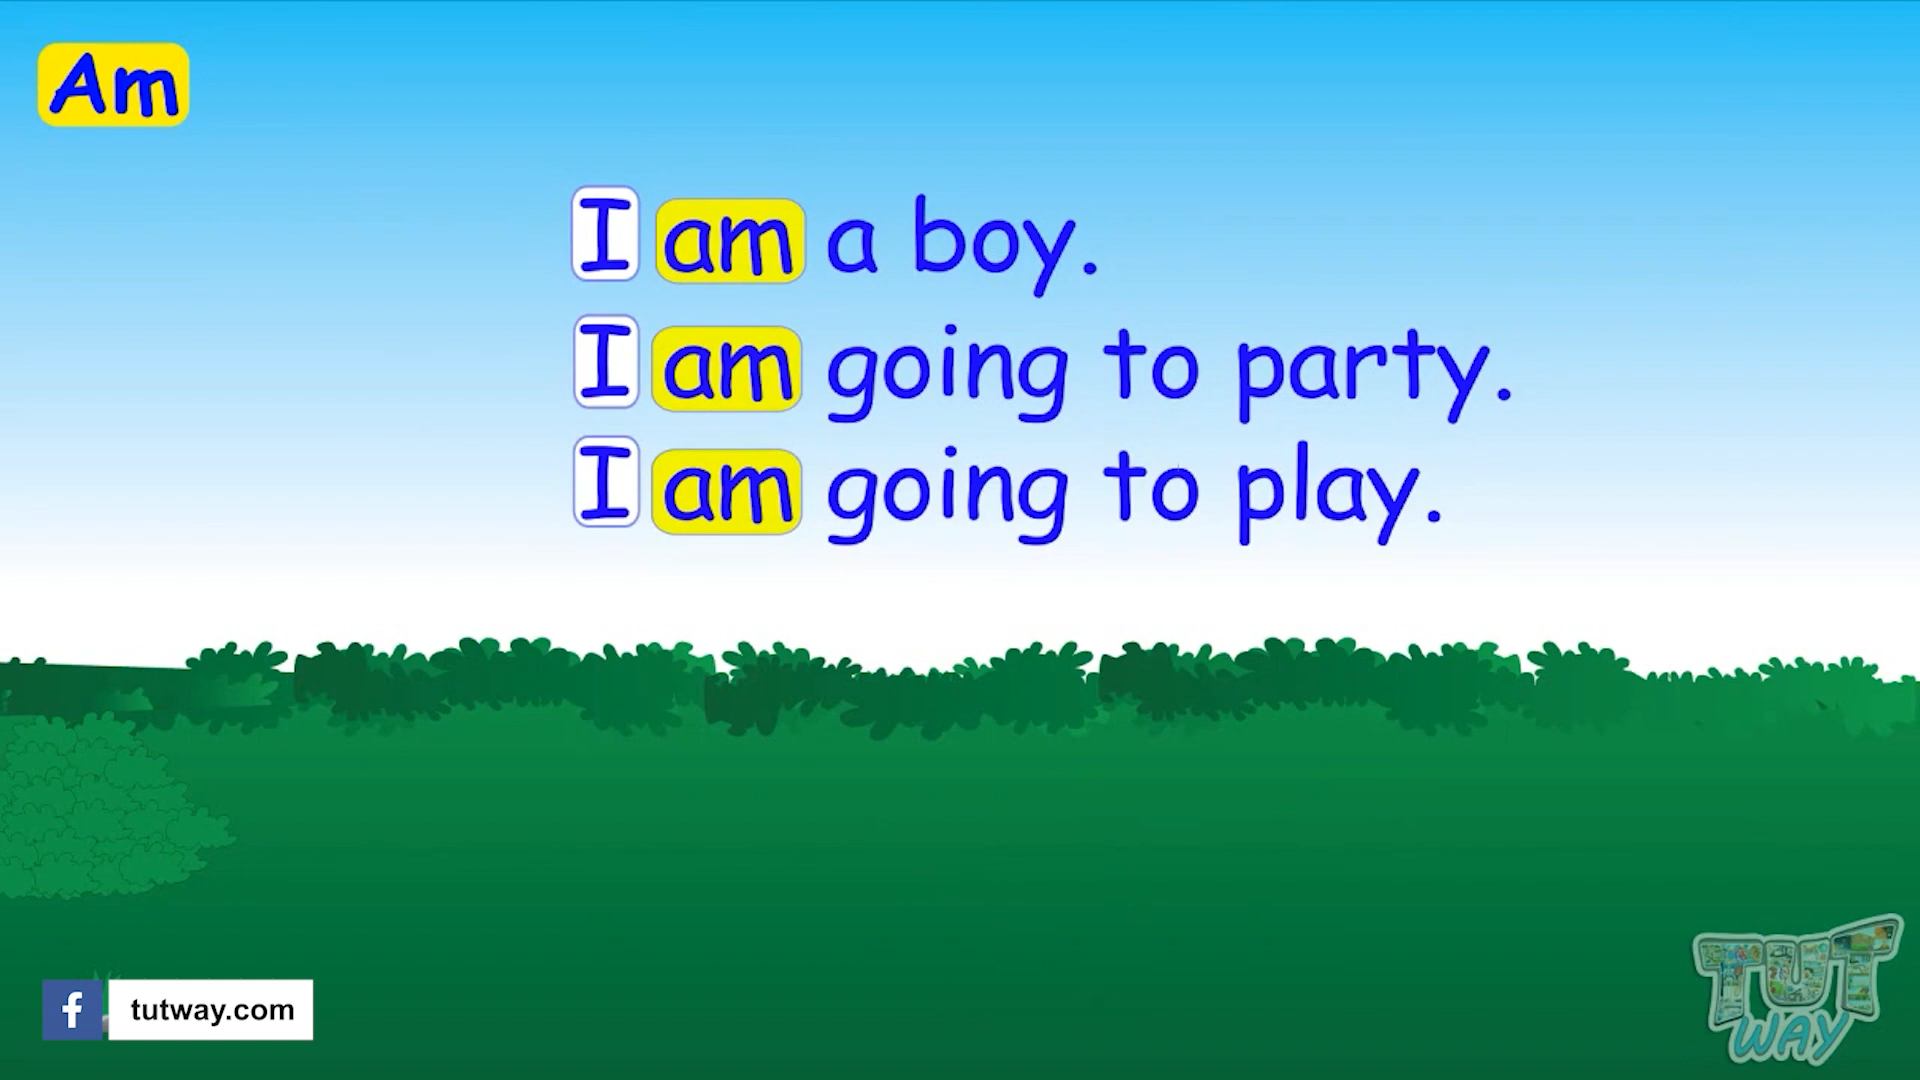 Am
I am a boy.
I am going to party.
I am going to play.
f tutway.com
TUT
WAY